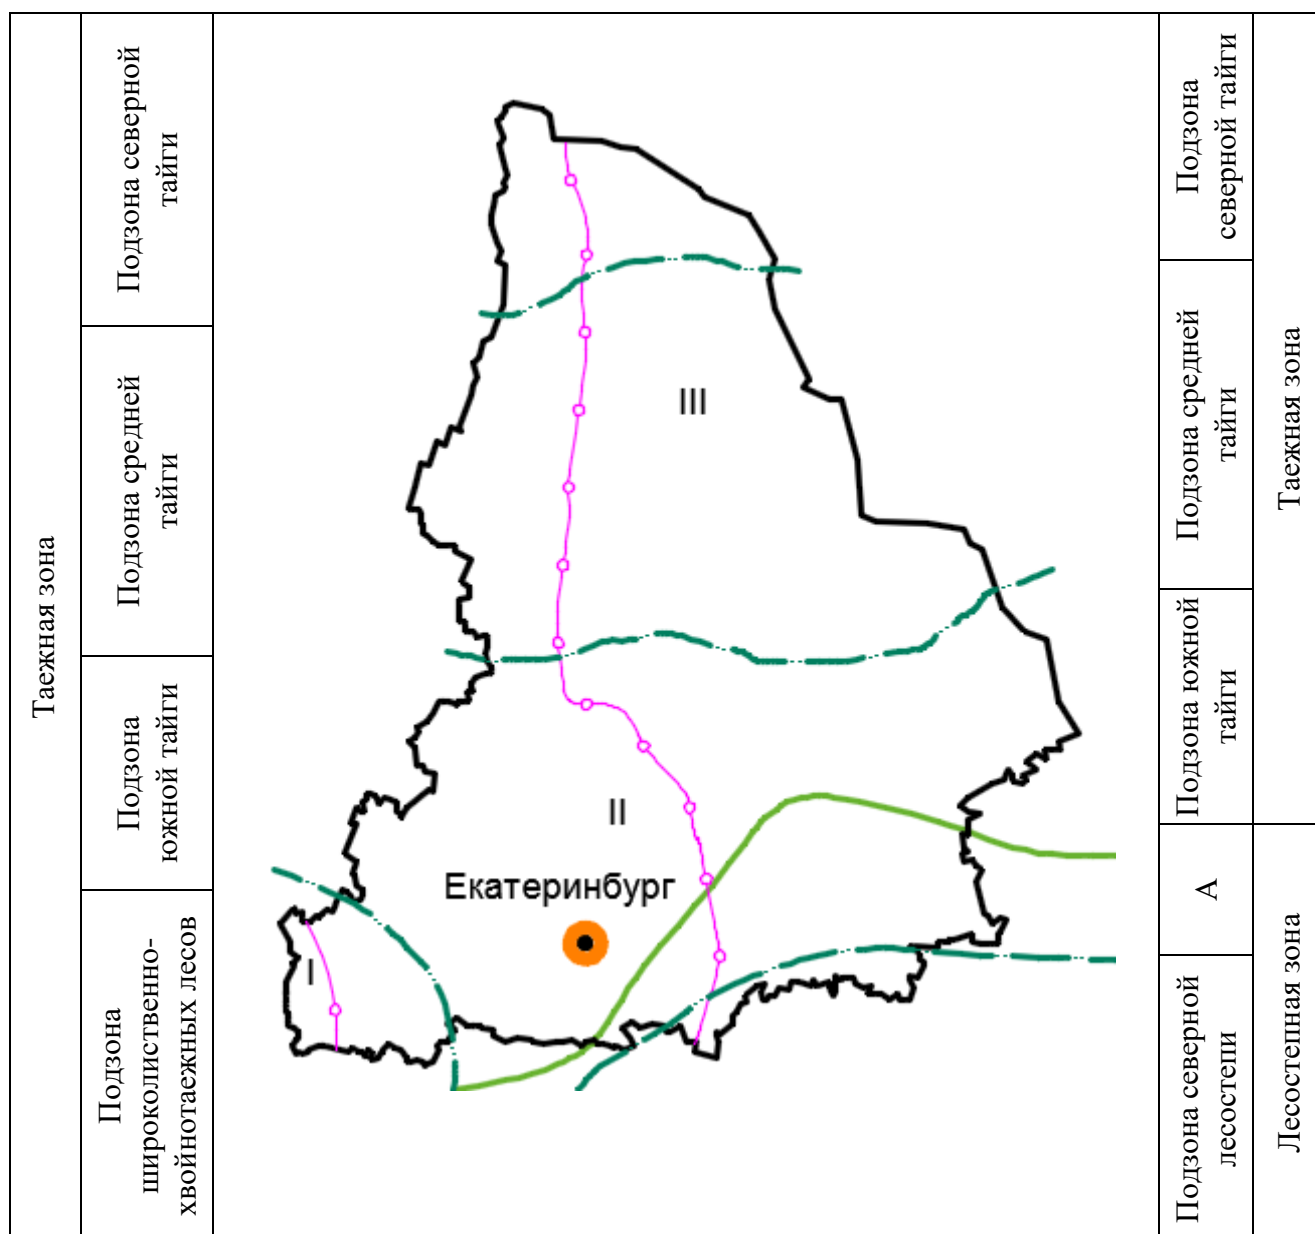 Таежная зона
Подзона северной
тайги
Подзона средней
тайги
Подзона
южной тайги
Подзона
широколиственно-
хвойнотаежных лесов
III
II
Екатеринбург
I
Подзона
северной тайги
Подзона средней
тайги
Подзона южной
тайги
А
Подзона северной
лесостепи
Таежная зона
Лесостепная зона